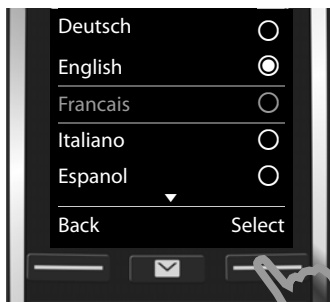 Deutsch
English
Francais
Italiano
Espanol
Back Select